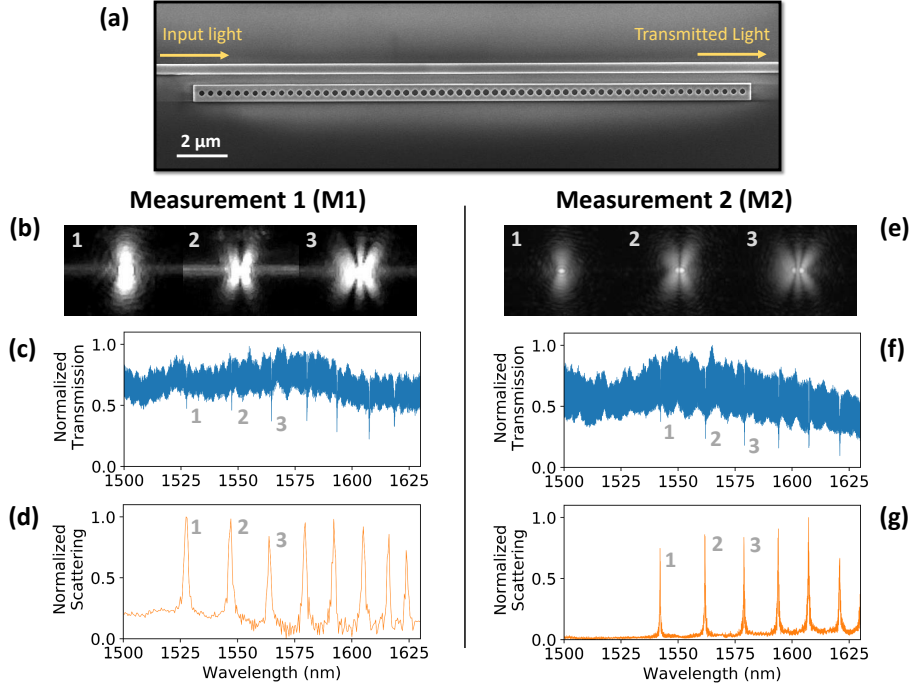 (a)
Input light
Transmitted Light
2 μm
Measurement 1 (M1)
Measurement 2 (M2)
(b)
1
2
3
(e)
1
2
3
(c)
Normalized
Transmission
1.0
0.5
0.0
1
2
3
1500
1525
1550
1575
1600
1625
(f)
Normalized
Transmission
1.0
0.5
0.0
1
2
3
1500
1525
1550
1575
1600
1625
(d)
Normalized
Scattering
1.0
0.5
0.0
1
2
3
1500
1525
1550
1575
1600
1625
Wavelength (nm)
(g)
Normalized
Scattering
1.0
0.5
0.0
1
2
3
1500
1525
1550
1575
1600
1625
Wavelength (nm)